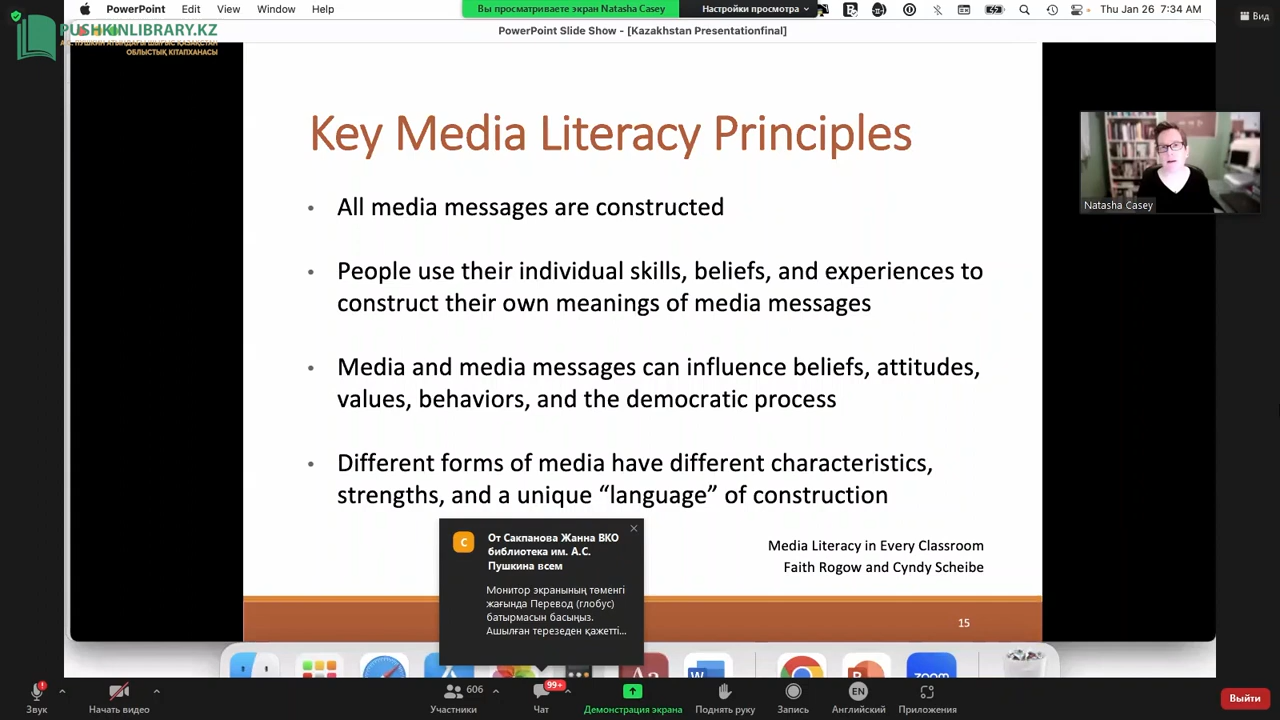 PowerPoint Edit View Window Help
Вы просматриваете экран Natasha Casey Настройки просмотра
Thu Jan 26 7:34 AM
Вид
PUSHKINLIBRARY.KZ
ОБЛЫСТЫҚ КІТАПХАНАСЫ
PowerPoint Slide Show - [Kazakhstan Presentationfinal]
Key Media Literacy Principles
• All media messages are constructed
• People use their individual skills, beliefs, and experiences to
construct their own meanings of media messages
• Media and media messages can influence beliefs, attitudes,
values, behaviors, and the democratic process
• Different forms of media have different characteristics,
strengths, and a unique “language” of construction
Media Literacy in Every Classroom
Faith Rogow and Cyndy Scheibe
15
Natasha Casey
С
От Сакпанова Жанна ВКО
библиотека им. А.С.
Пушкина всем
Монитор экранының төменгі
жағында Перевод (глобус)
батырмасын басыңыз.
Ашылған терезеден қажетті...
zoom
606
99+
EN
Звук Начать видео Участники Чат Демонстрация экрана Поднять руку Запись Английский Приложения
Выйти